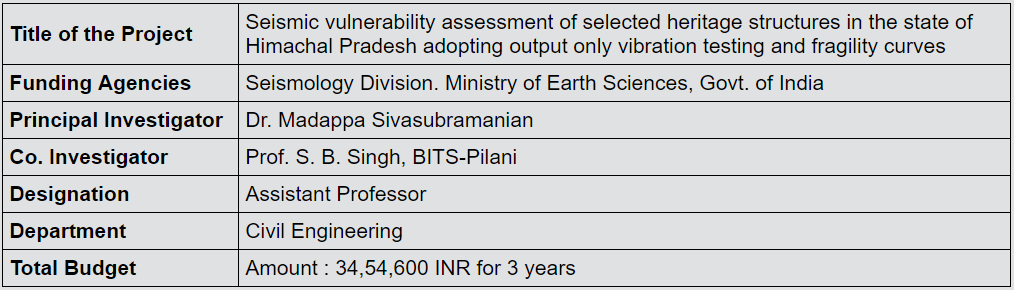 Title of the Project
Seismic vulnerability assessment of selected heritage structures in the state of
Himachal Pradesh adopting output only vibration testing and fragility curves
Funding Agencies
Seismology Division. Ministry of Earth Sciences, Govt. of India
Principal Investigator
Dr. Madappa Sivasubramanian
Co. Investigator
Prof. S. B. Singh, BITS-Pilani
Designation
Assistant Professor
Department
Civil Engineering
Total Budget
Amount : 34,54,600 INR for 3 years